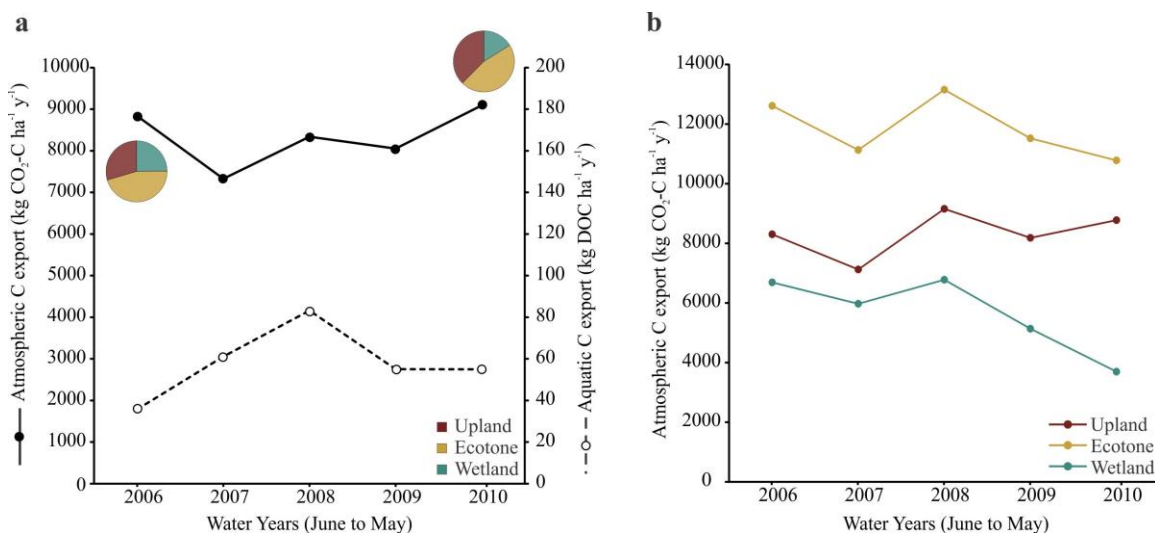 a
Atmospheric C export (kg CO₂-C ha⁻¹ y⁻¹)
10000
9000
8000
7000
6000
5000
4000
3000
2000
1000
0
200
180
160
140
120
100
80
60
40
20
0
Aquatic C export (kg DOC ha⁻¹ y⁻¹)
Upland
Ecotone
Wetland
2006 2007 2008 2009 2010
Water Years (June to May)
b
Atmospheric C export (kg CO₂-C ha⁻¹ y⁻¹)
14000
12000
10000
8000
6000
4000
2000
0
Upland
Ecotone
Wetland
2006 2007 2008 2009 2010
Water Years (June to May)